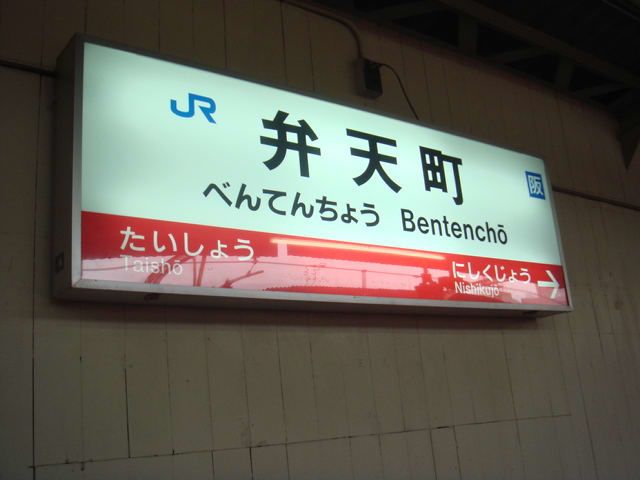 JR
弁天町
阪
べんてんちょう Bentenchō
たいしょう
Taishō
にしくじょう →
Nishikujō